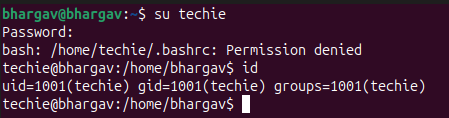 bhargav@bhargav:~$ su techie
Password:
bash: /home/techie/.bashrc: Permission denied
techie@bhargav:/home/bhargav$ id
uid=1001(techie) gid=1001(techie) groups=1001(techie)
techie@bhargav:/home/bhargav$